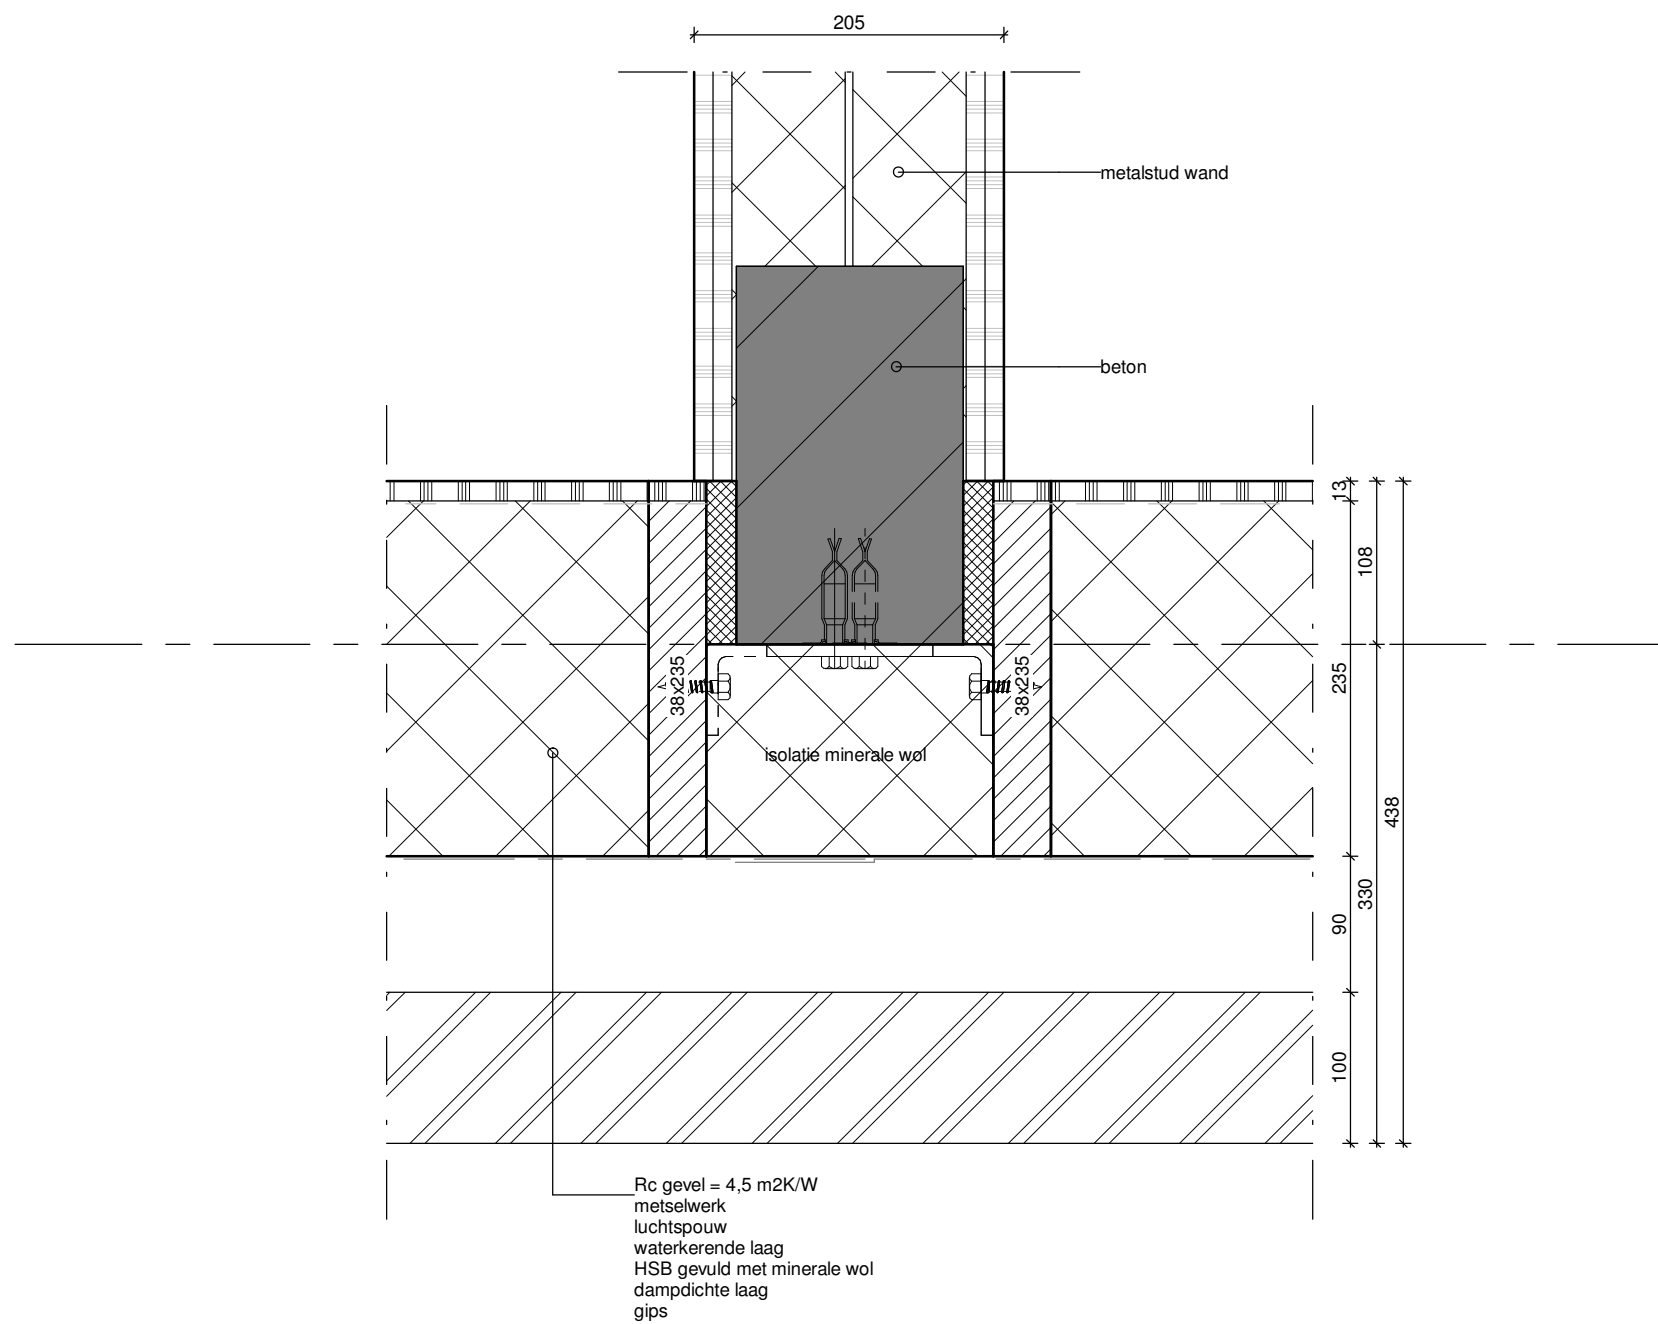 205
metalstud wand
beton
13
108
235
38x235
38x235
isolatie minerale wol
438
330
90
100
Rc gevel = 4,5 m2K/W
metselwerk
luchtspouw
waterkerende laag
HSB gevuld met minerale wol
dampdichte laag
gips